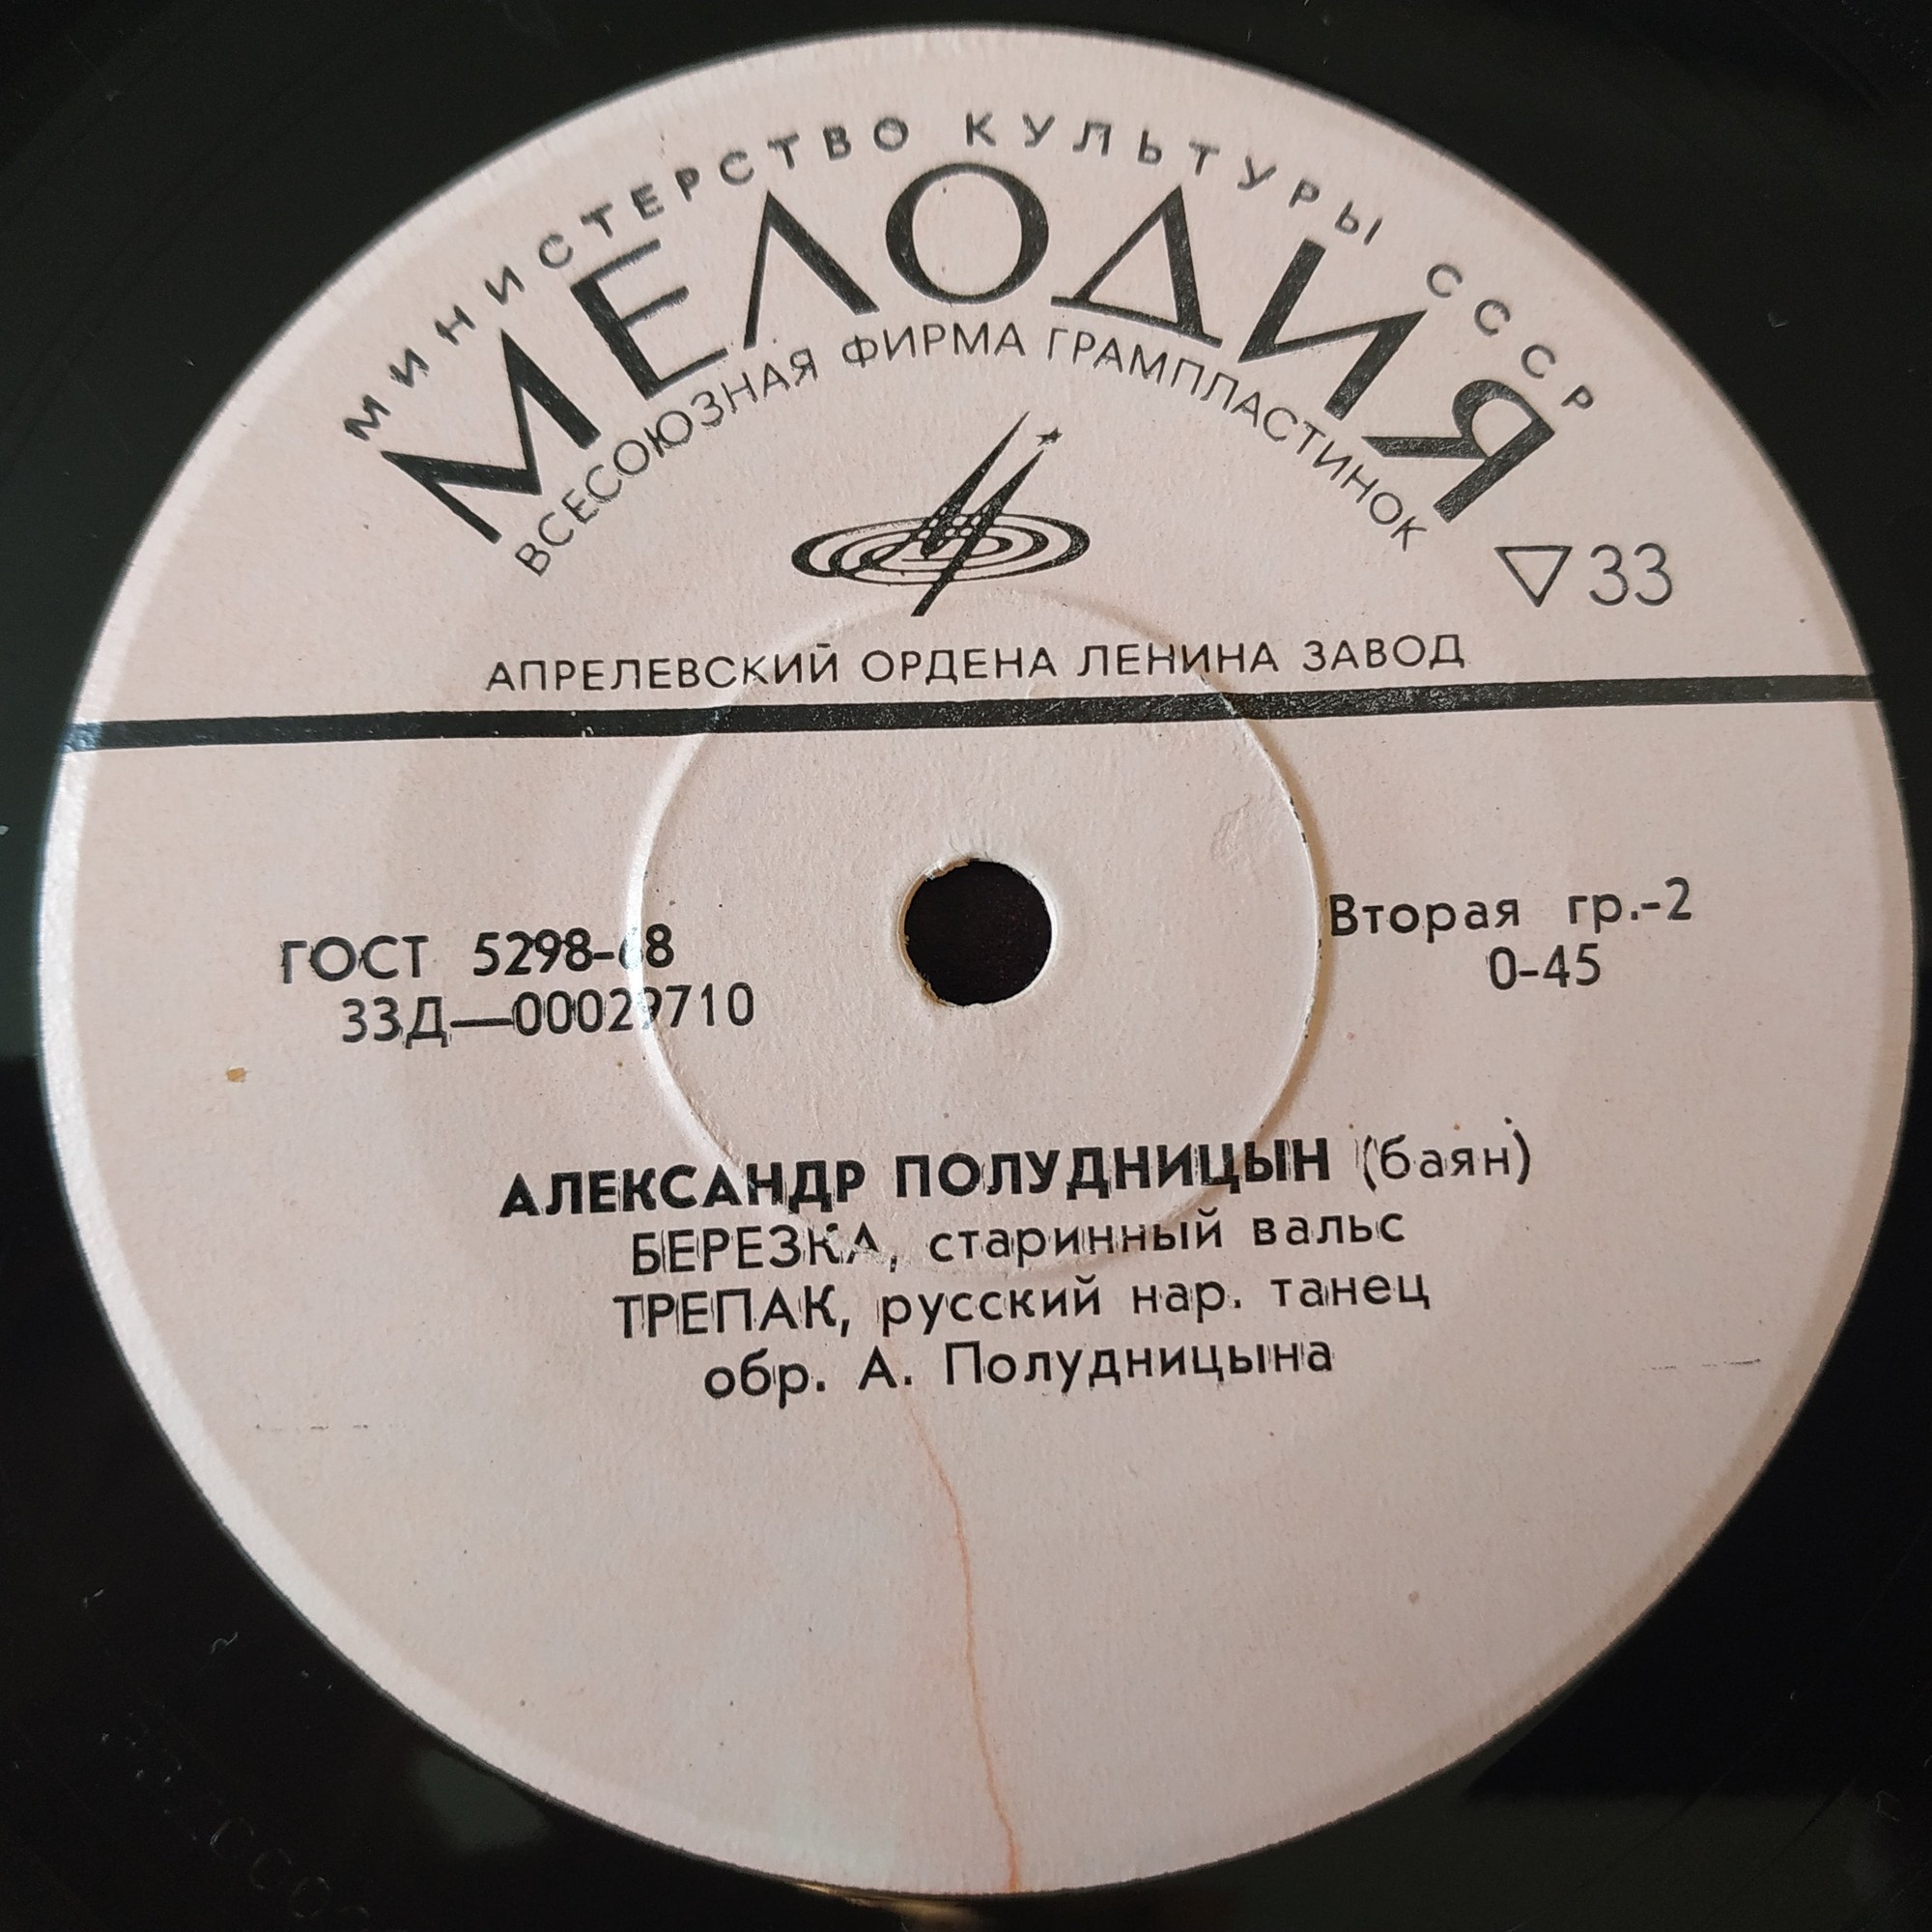 МИНИСТЕРСТВО КУЛЬТУРЫ СССР
МЕЛОДИЯ
ВСЕСОЮЗНАЯ ФИРМА ГРАМПЛАСТИНОК
33
АПРЕЛЕВСКИЙ ОРДЕНА ЛЕНИНА ЗАВОД
ГОСТ 5298-68
33Д—00029710
Вторая гр.-2
0-45
АЛЕКСАНДР ПОЛУДНИЦЫН (баян)
БЕРЕЗКА, старинный вальс
ТРЕПАК, русский нар. танец
обр. А. Полудницына